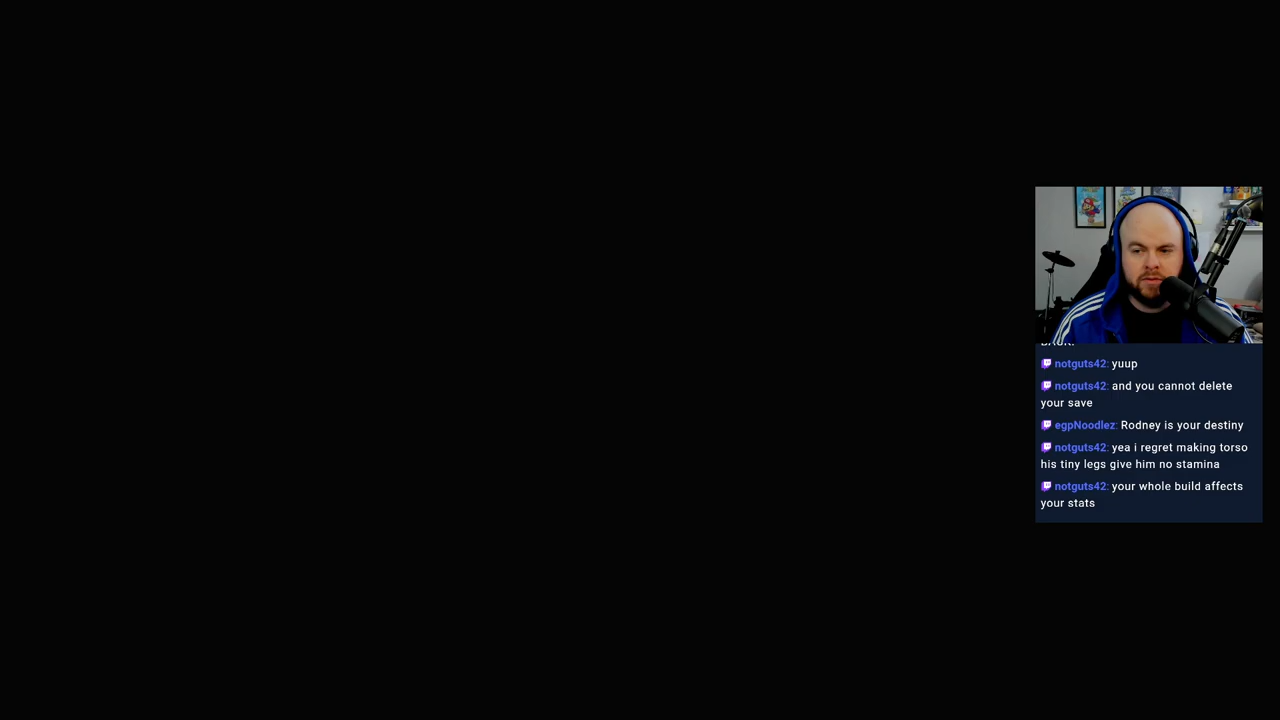 notguts42: yuup
notguts42: and you cannot delete
your save
egpNoodlez: Rodney is your destiny
notguts42: yea i regret making torso
his tiny legs give him no stamina
notguts42: your whole build affects
your stats